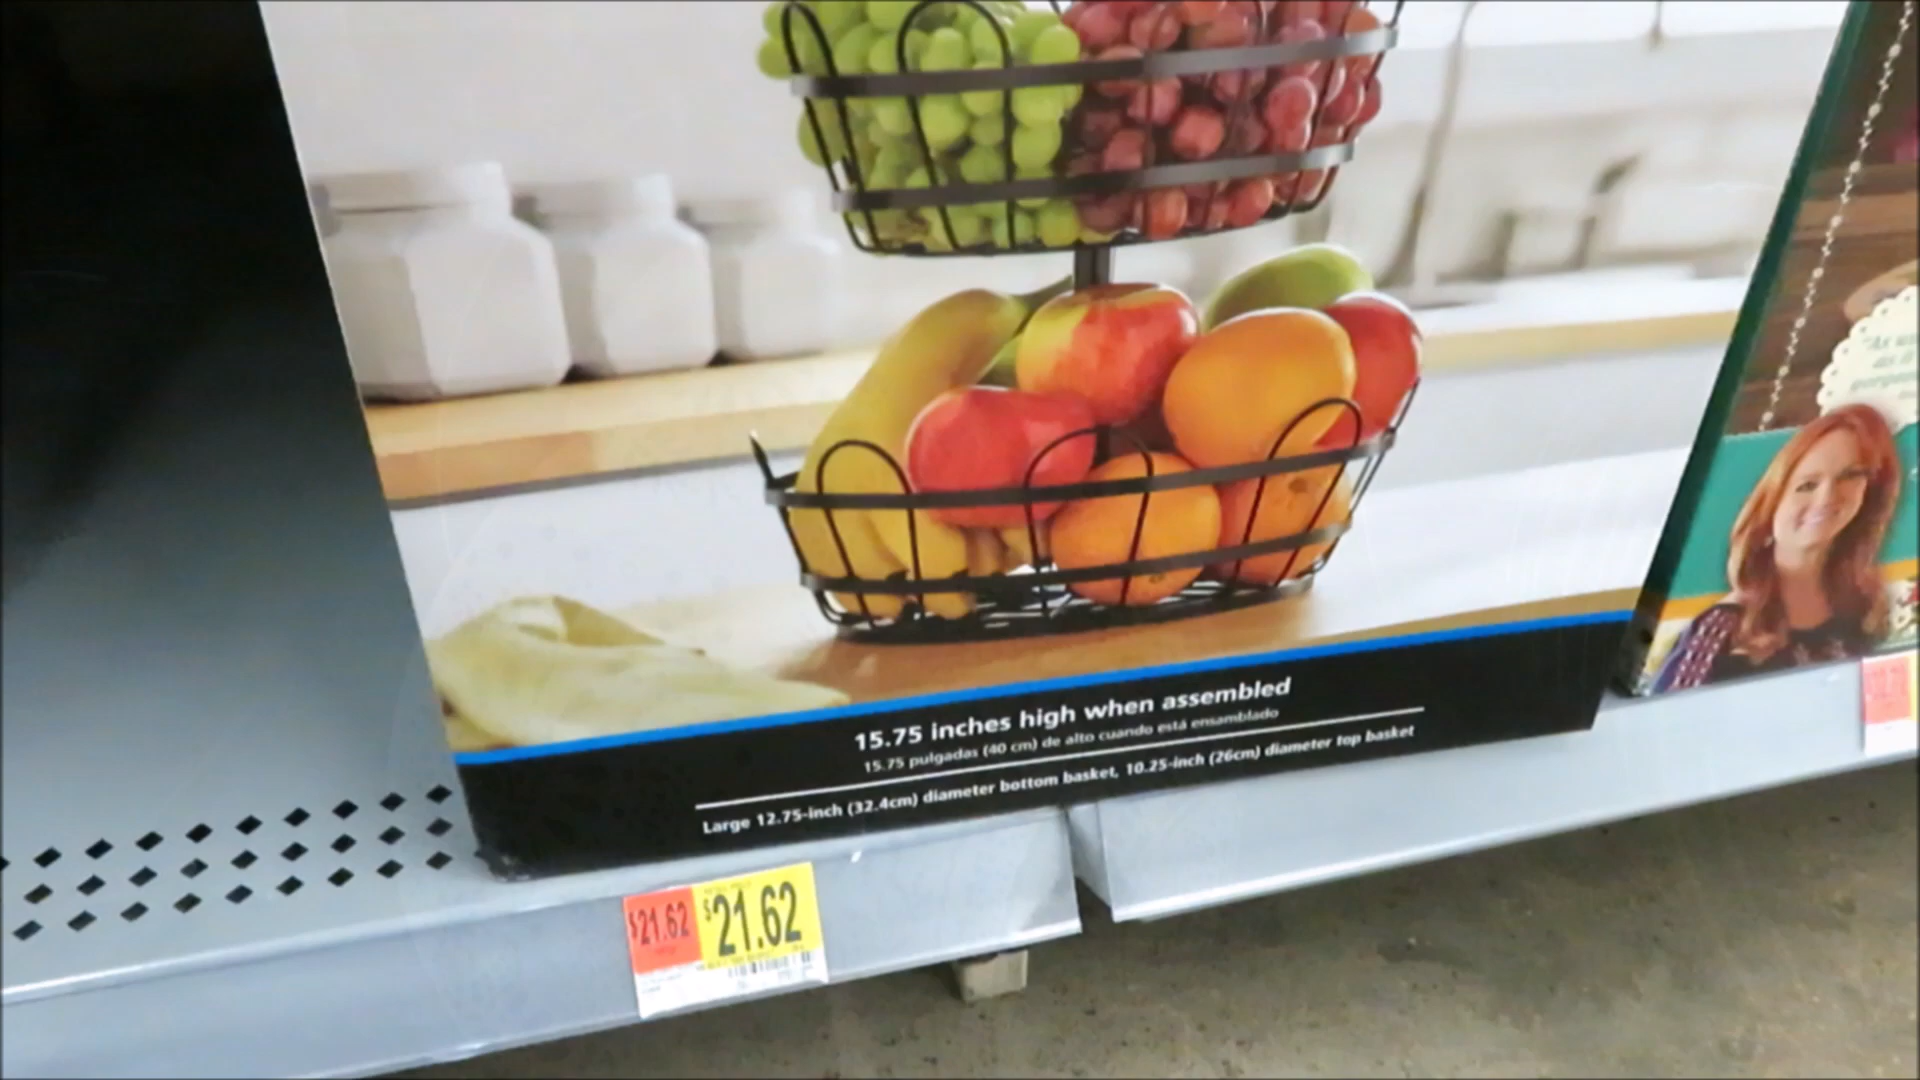 15.75 inches high when assembled
15.75 pulgadas (40 cm) de alto cuando está ensamblado
Large 12.75-inch (32.4cm) diameter bottom basket, 10.25-inch (26cm) diameter top basket
$21.62
$21.62